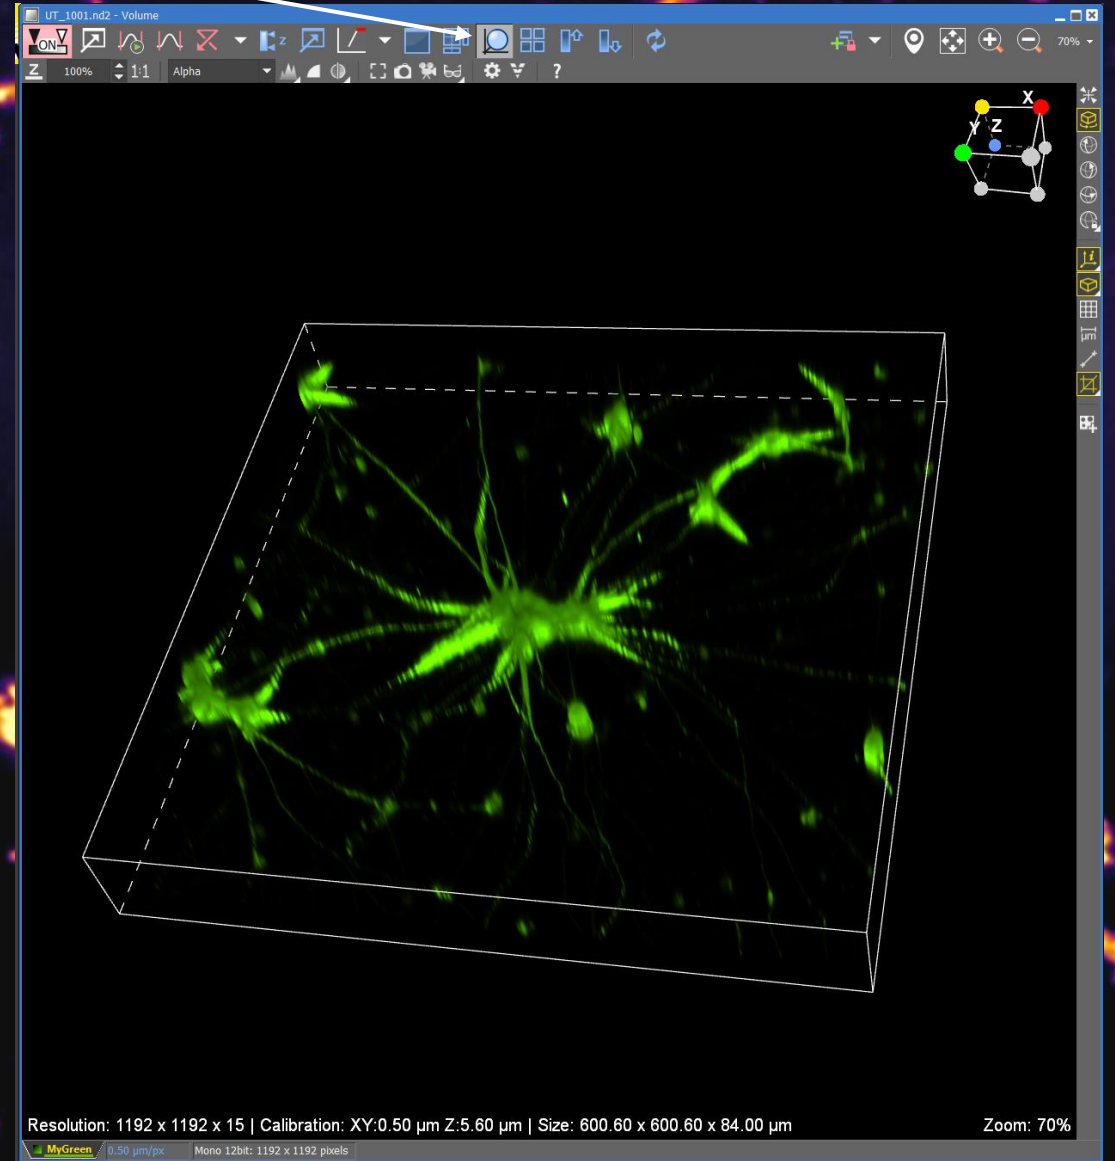 UT_1001.nd2 - Volume
ON Z 70%
Z 100% 1:1 Alpha ?
X
Y Z
µm
Resolution: 1192 x 1192 x 15 | Calibration: XY:0.50 µm Z:5.60 µm | Size: 600.60 x 600.60 x 84.00 µm Zoom: 70%
MyGreen 0.50 µm/px Mono 12bit: 1192 x 1192 pixels